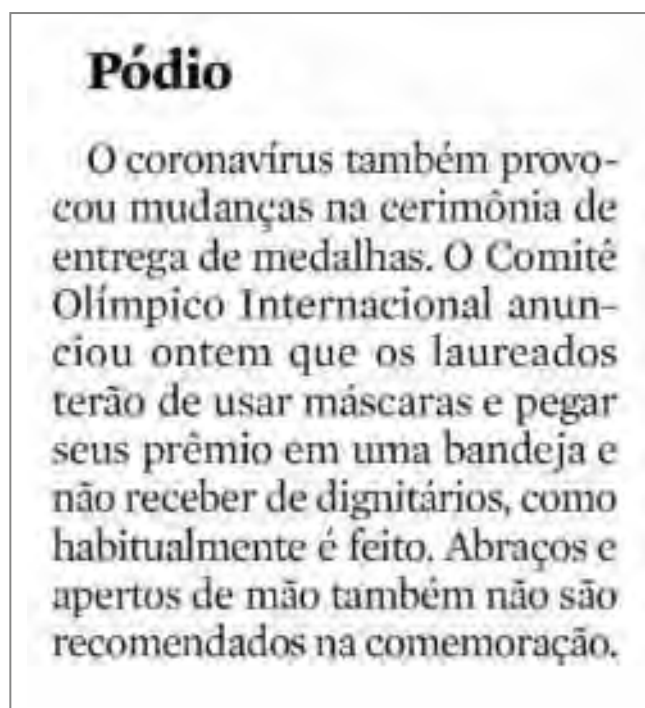 Pódio
O coronavírus também provo-
cou mudanças na cerimônia de
entrega de medalhas. O Comitê
Olímpico Internacional anun-
ciou ontem que os laureados
terão de usar máscaras e pegar
seus prêmio em uma bandeja e
não receber de dignitários, como
habitualmente é feito. Abraços e
apertos de mão também não são
recomendados na comemoração.